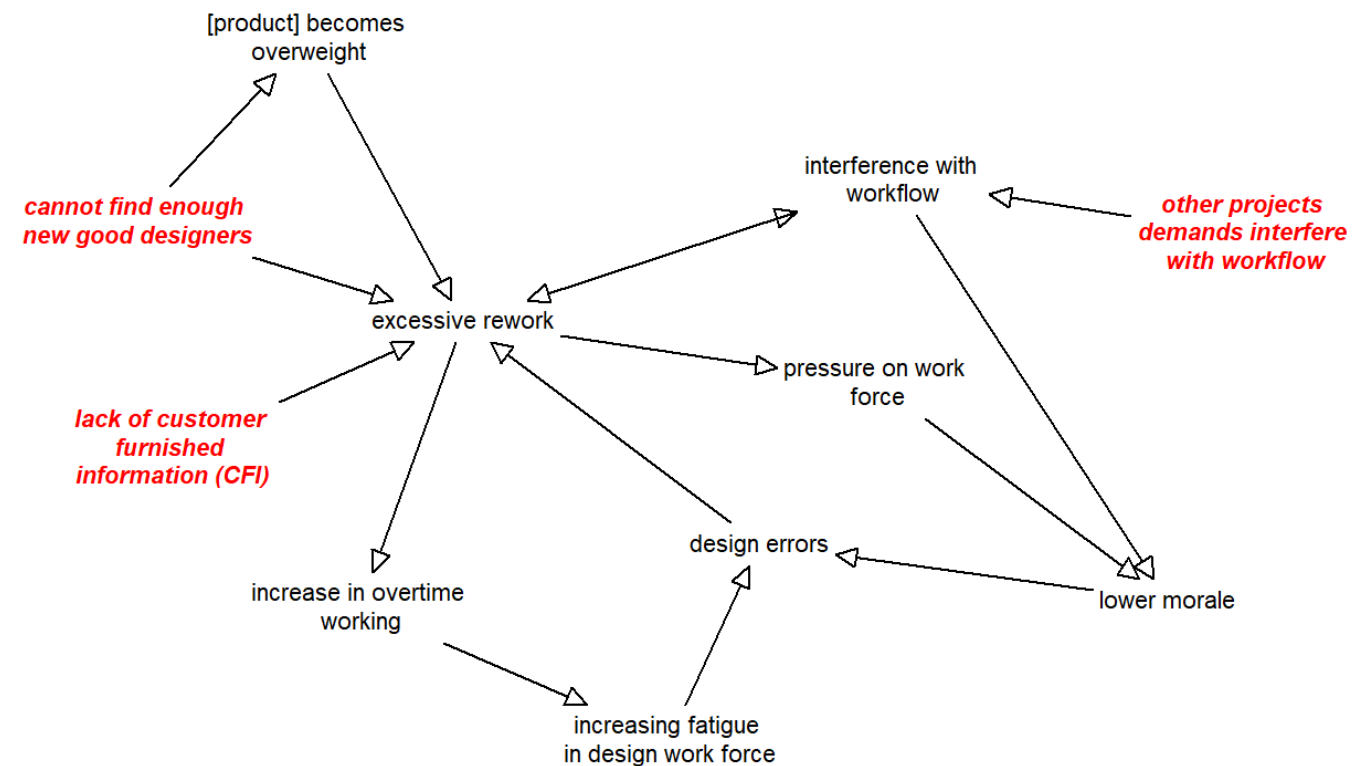 [product] becomes
overweight
interference with
workflow
cannot find enough
new good designers
other projects
demands interfere
with workflow
excessive rework
pressure on work
force
lack of customer
furnished
information (CFI)
design errors
increase in overtime
working
lower morale
increasing fatigue
in design work force